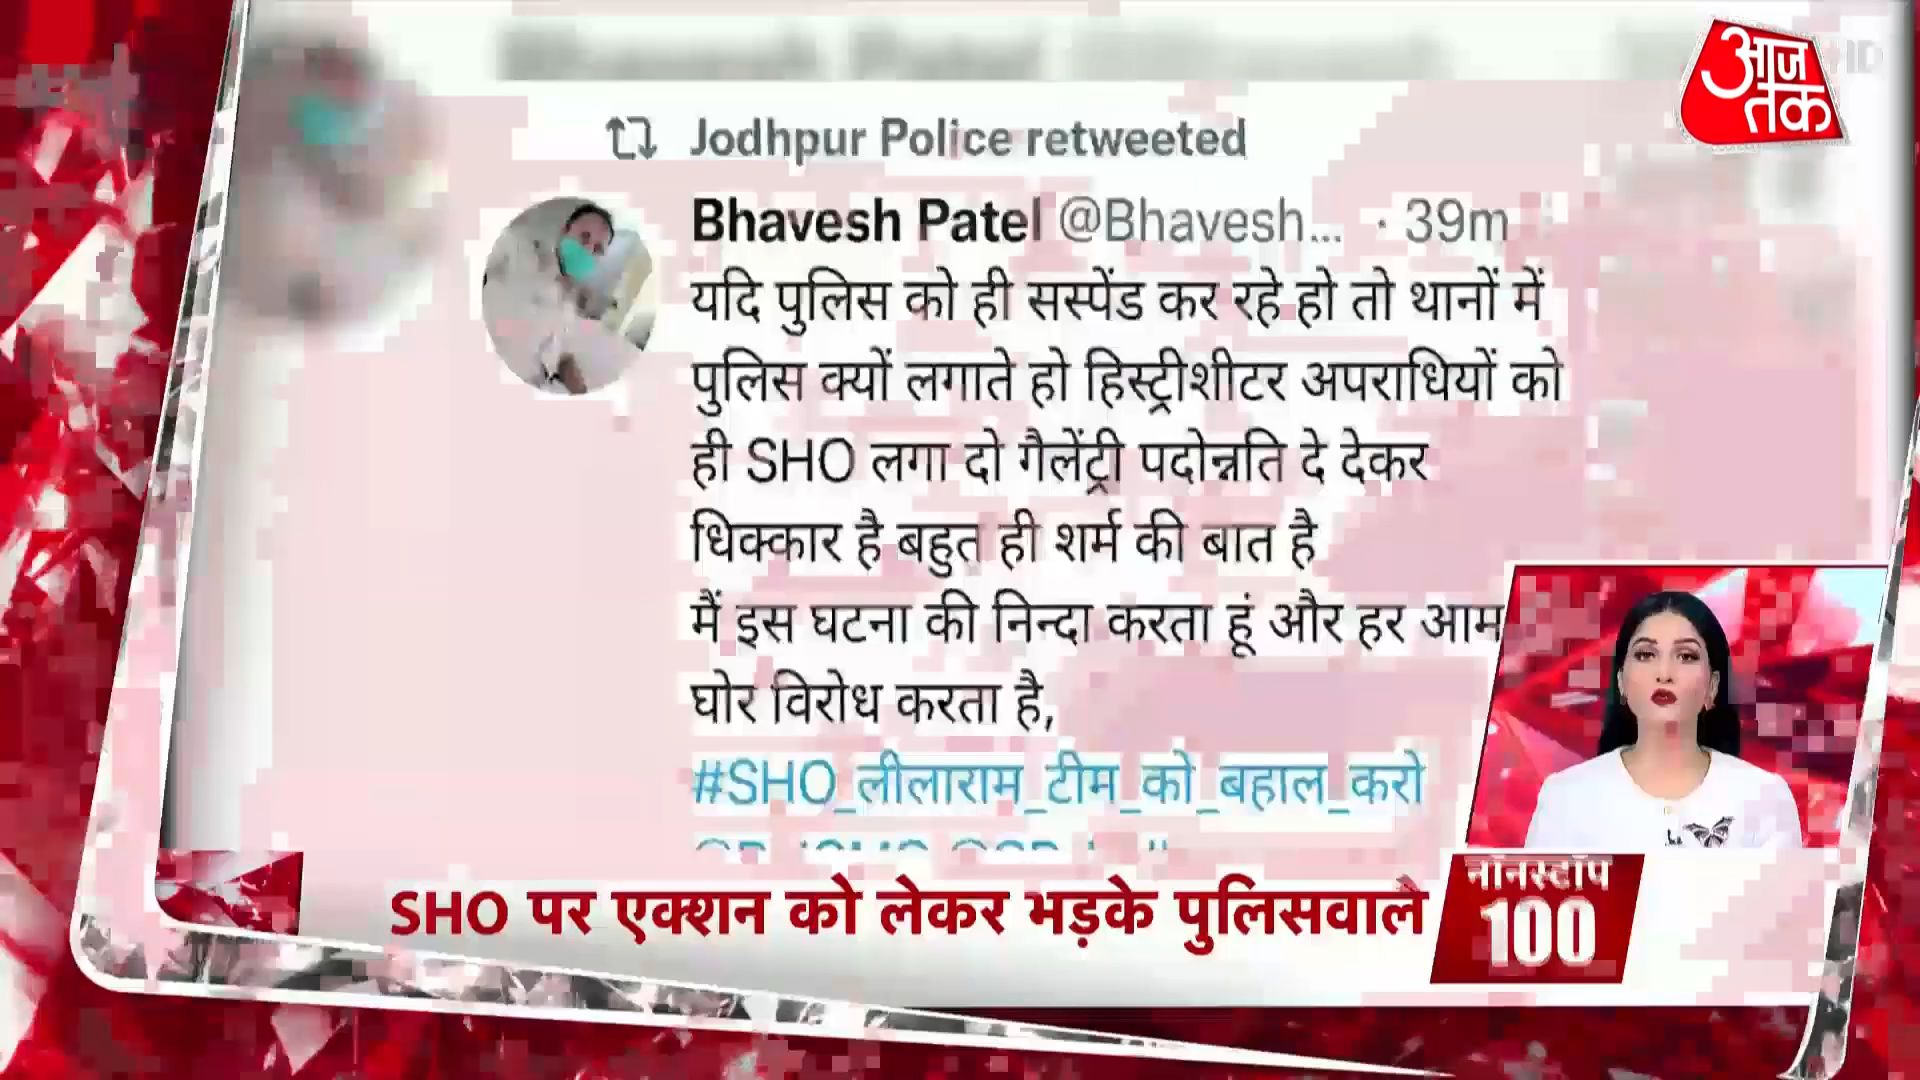 आज
तक
HD
Jodhpur Police retweeted
Bhavesh Patel @Bhavesh... · 39m
यदि पुलिस को ही सस्पेंड कर रहे हो तो थानों में
पुलिस क्यों लगाते हो हिस्ट्रीशीटर अपराधियों को
ही SHO लगा दो गैलेंट्री पदोन्नति दे देकर
धिक्कार है बहुत ही शर्म की बात है
मैं इस घटना की निन्दा करता हूं और हर आम
घोर विरोध करता है,
#SHO_लीलाराम_टीम_को_बहाल_करो
SHO पर एक्शन को लेकर भड़के पुलिसवाले
नॉनस्टॉप
100